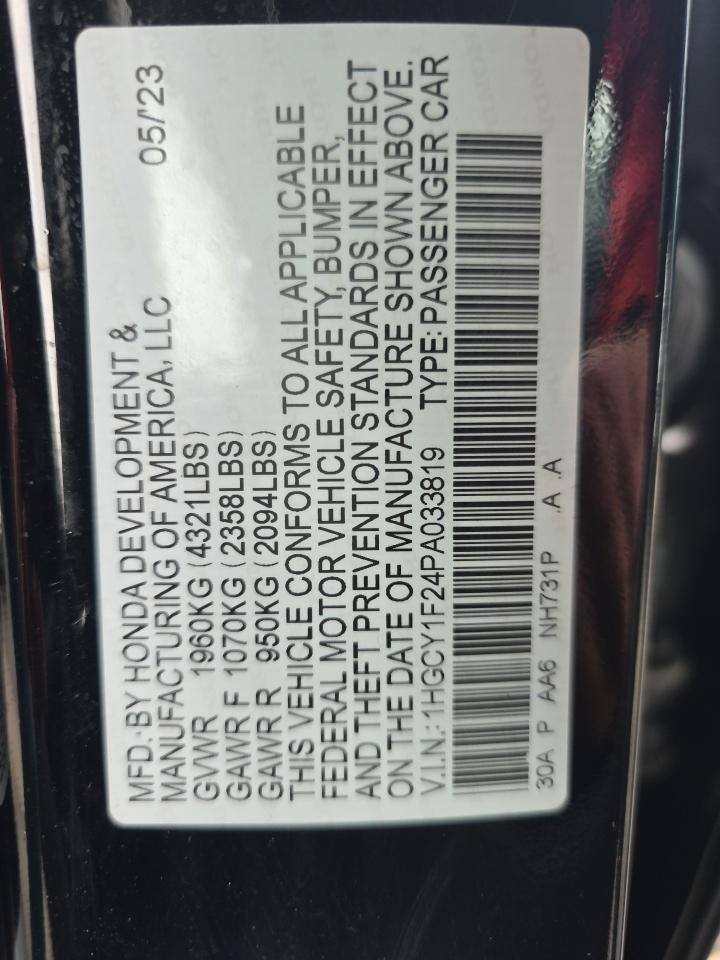 MFD. BY HONDA DEVELOPMENT & 05/'23
MANUFACTURING OF AMERICA, LLC
GVWR 1960KG (4321LBS)
GAWR F 1070KG (2358LBS)
GAWR R 950KG (2094LBS)
THIS VEHICLE CONFORMS TO ALL APPLICABLE
FEDERAL MOTOR VEHICLE SAFETY, BUMPER,
AND THEFT PREVENTION STANDARDS IN EFFECT
ON THE DATE OF MANUFACTURE SHOWN ABOVE.
V.I.N.: 1HGCY1F24PA033819 TYPE: PASSENGER CAR
30A P AA6 NH731P .A .A